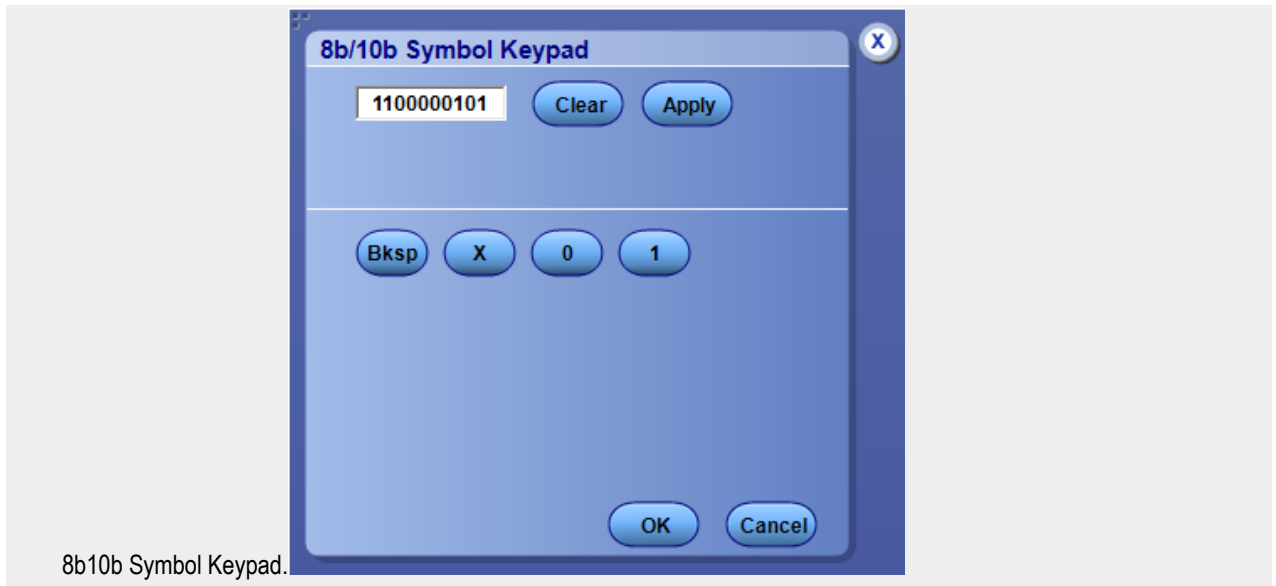 8b/10b Symbol Keypad X
1100000101 Clear Apply
Bksp X 0 1
OK Cancel
8b10b Symbol Keypad.